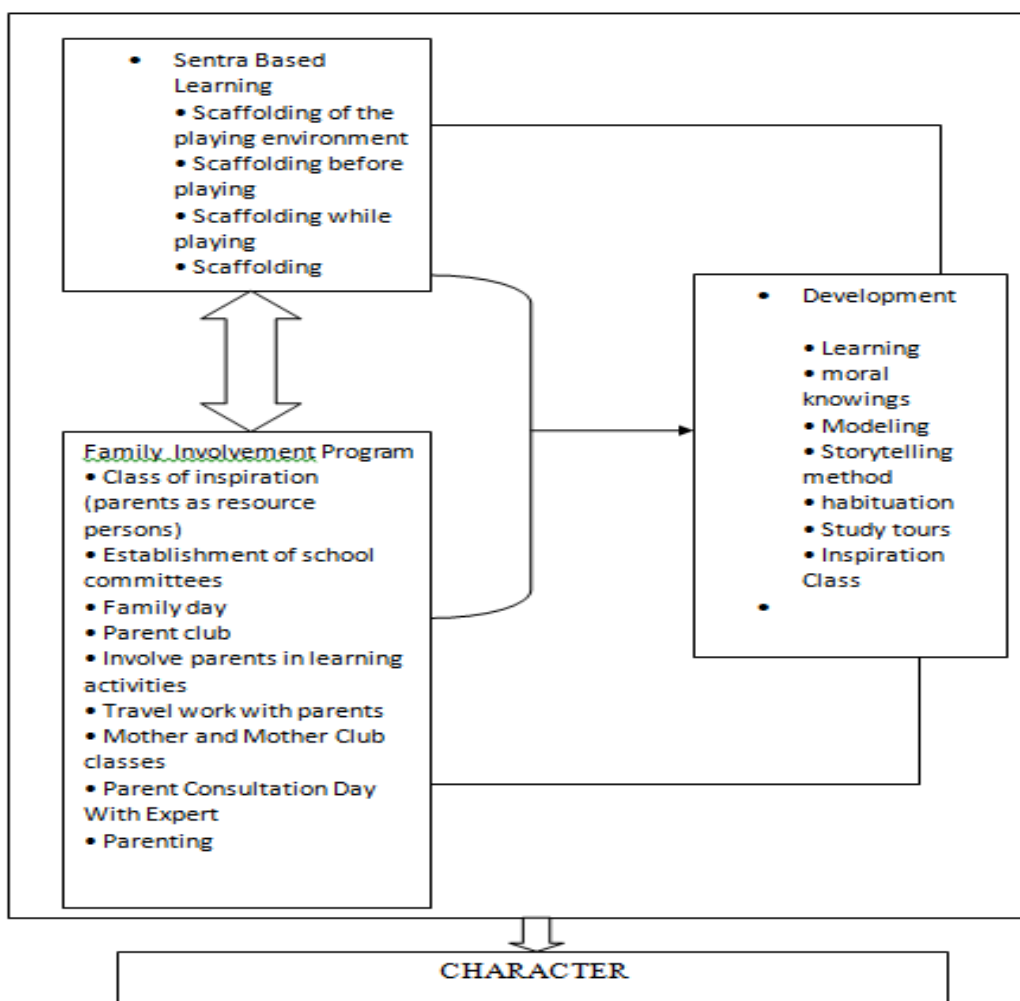 • Sentra Based
Learning
• Scaffolding of the
playing environment
• Scaffolding before
playing
• Scaffolding while
playing
• Scaffolding
Family Involvement Program
• Class of inspiration
(parents as resource
persons)
• Establishment of school
committees
• Family day
• Parent club
• Involve parents in learning
activities
• Travel work with parents
• Mother and Mother Club
classes
• Parent Consultation Day
With Expert
• Parenting
• Development
• Learning
• moral
knowings
• Modeling
• Storytelling
method
• habituation
• Study tours
• Inspiration
Class
•
CHARACTER